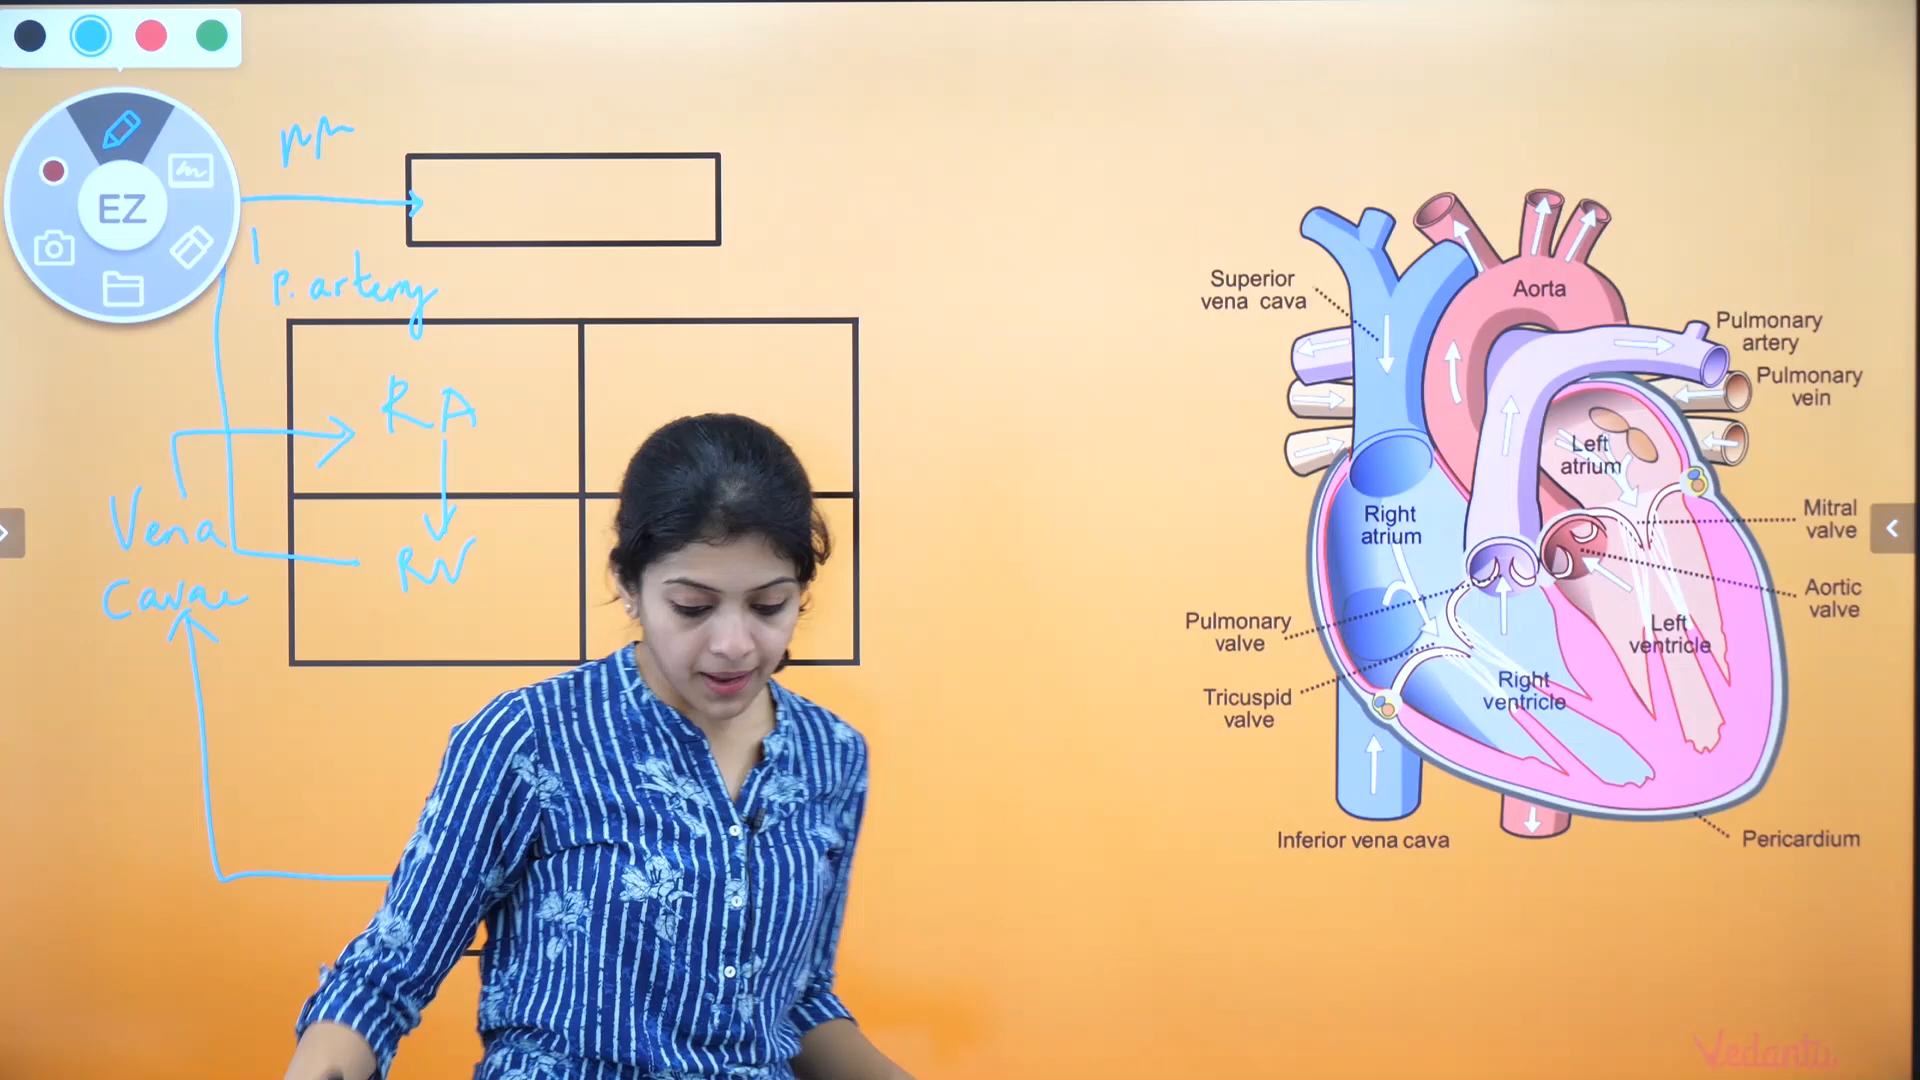 EZ
P. artery
RA
Vena
Cavae
RV
Superior
vena cava
Aorta
Pulmonary
artery
Pulmonary
vein
Left
atrium
Right
atrium
Mitral
valve
Aortic
valve
Pulmonary
valve
Left
ventricle
Tricuspid
valve
Right
ventricle
Inferior vena cava
Pericardium
Vedantu